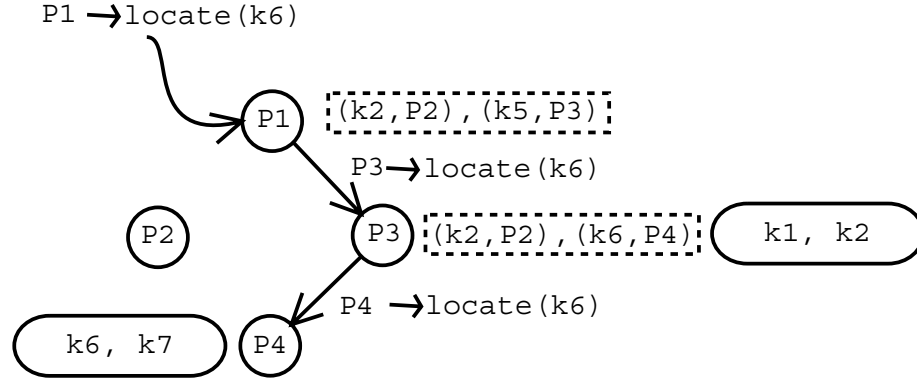 P1 → locate(k6)
P1 (k2,P2),(k5,P3)
P3 → locate(k6)
P2 P3 (k2,P2),(k6,P4) k1, k2
P4 → locate(k6)
k6, k7 P4